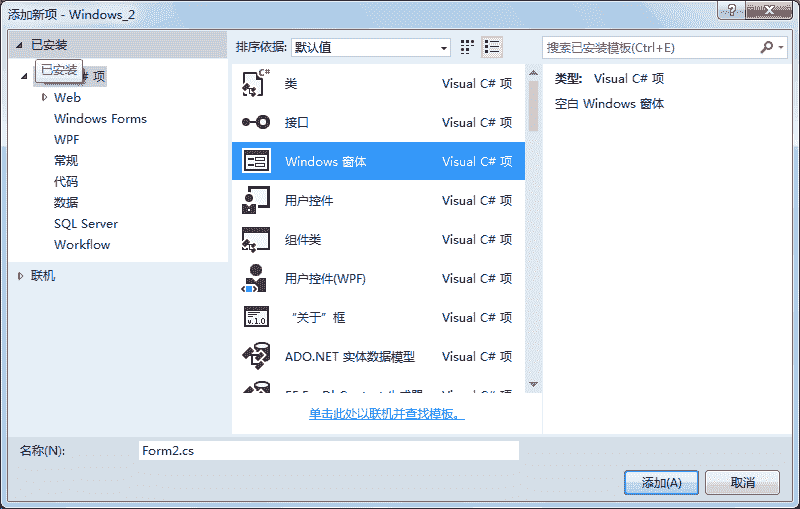 添加新项 - Windows_2
已安装
已安装
# 项
Web
Windows Forms
WPF
常规
代码
数据
SQL Server
Workflow
联机
排序依据: 默认值
类 Visual C# 项
接口 Visual C# 项
Windows 窗体 Visual C# 项
用户控件 Visual C# 项
组件类 Visual C# 项
用户控件(WPF) Visual C# 项
“关于”框 Visual C# 项
ADO.NET 实体数据模型 Visual C# 项
Visual C# 项
单击此处以联机并查找模板。
搜索已安装模板(Ctrl+E)
类型: Visual C# 项
空白 Windows 窗体
名称(N): Form2.cs
添加(A) 取消